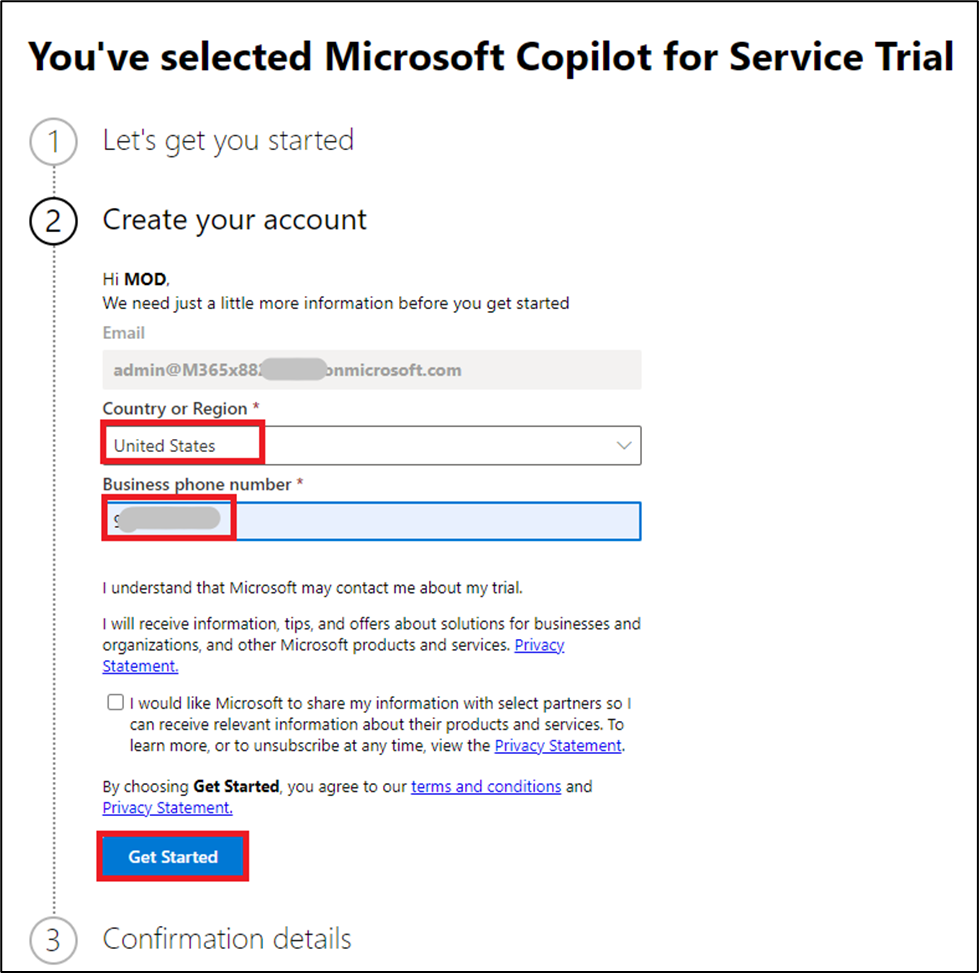 You've selected Microsoft Copilot for Service Trial
1 Let's get you started
2 Create your account
Hi MOD,
We need just a little more information before you get started
Email
admin@M365x88 onmicrosoft.com
Country or Region *
United States
Business phone number *
9
I understand that Microsoft may contact me about my trial.
I will receive information, tips, and offers about solutions for businesses and
organizations, and other Microsoft products and services. Privacy
Statement.
I would like Microsoft to share my information with select partners so I
can receive relevant information about their products and services. To
learn more, or to unsubscribe at any time, view the Privacy Statement.
By choosing Get Started, you agree to our terms and conditions and
Privacy Statement.
Get Started
3 Confirmation details